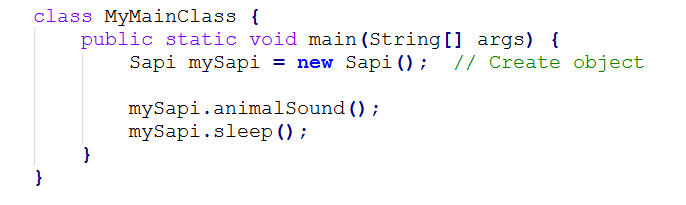 class MyMainClass {
public static void main(String[] args) {
Sapi mySapi = new Sapi();  // Create object
mySapi.animalSound();
mySapi.sleep();
}
}